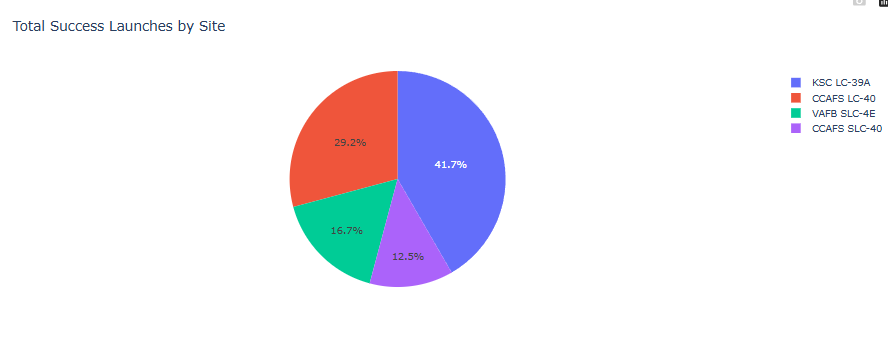 Total Success Launches by Site
KSC LC-39A
CCAFS LC-40
VAFB SLC-4E
CCAFS SLC-40
29.2%
41.7%
16.7%
12.5%